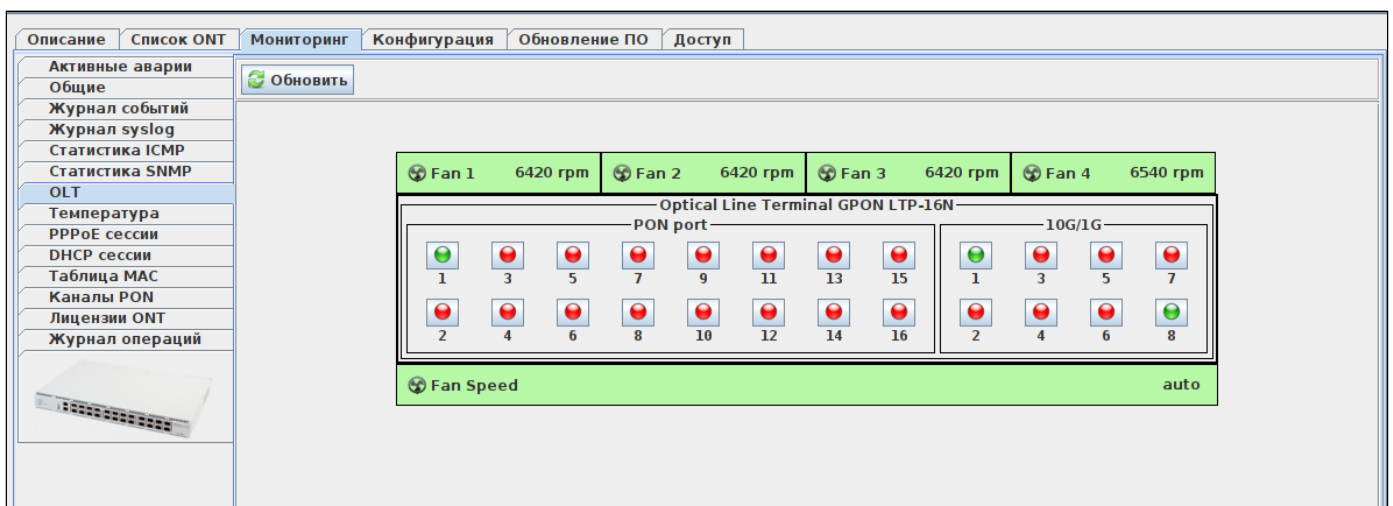 Описание Список ONT Мониторинг Конфигурация Обновление ПО Доступ
Активные аварии
Общие
Журнал событий
Журнал syslog
Статистика ICMP
Статистика SNMP
OLT
Температура
PPPoE сессии
DHCP сессии
Таблица MAC
Каналы PON
Лицензии ONT
Журнал операций
Обновить
Fan 1 6420 rpm Fan 2 6420 rpm Fan 3 6420 rpm Fan 4 6540 rpm
Optical Line Terminal GPON LTP-16N
PON port 10G/1G
1 3 5 7 9 11 13 15 1 3 5 7
2 4 6 8 10 12 14 16 2 4 6 8
Fan Speed auto